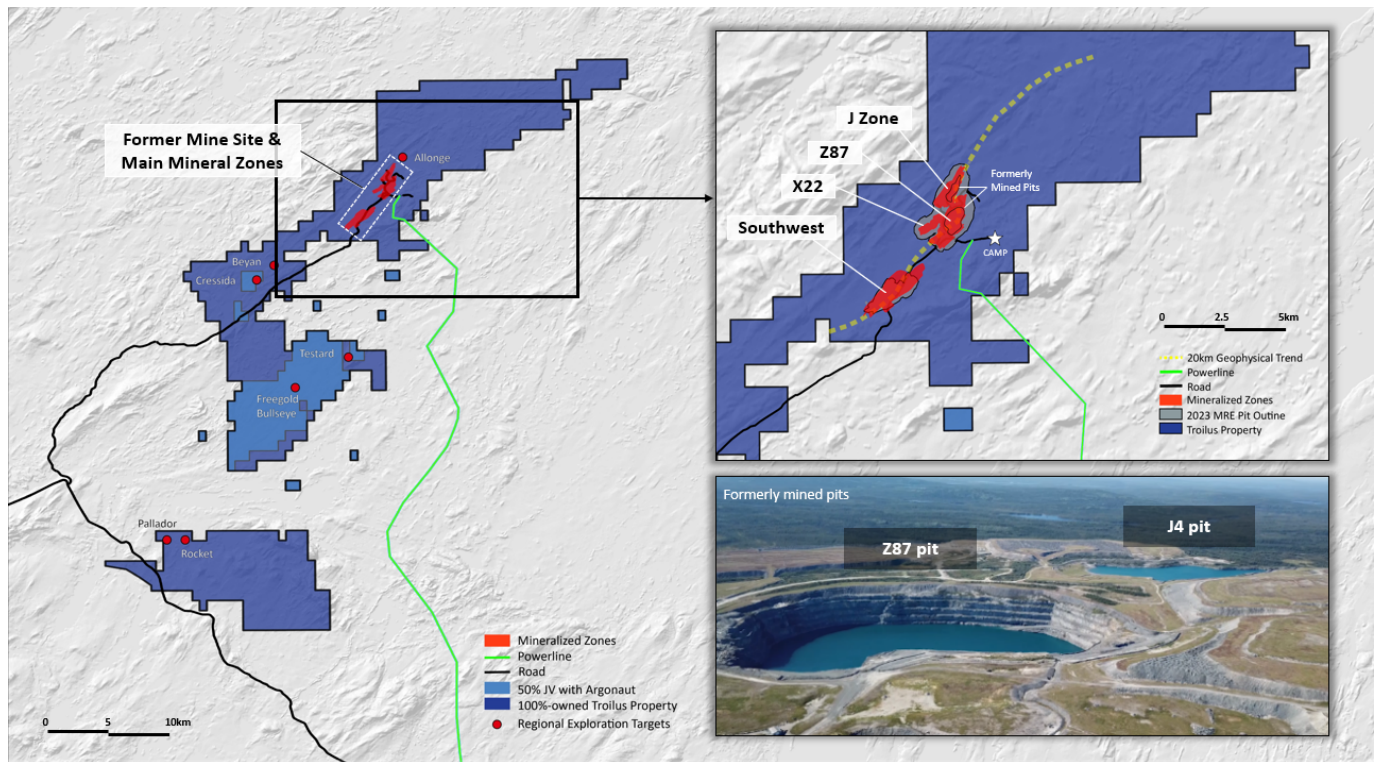 Former Mine Site &
Main Mineral Zones
Allonge
Beyan
Cressida
Testard
Freegold
Bullseye
Pallador
Rocket
Mineralized Zones
Powerline
Road
50% JV with Argonaut
100%-owned Troilus Property
Regional Exploration Targets
0 5 10km
J Zone
Z87
X22
Southwest
Formerly
Mined Pits
CAMP
0 2.5 5km
20km Geophysical Trend
Powerline
Road
Mineralized Zones
2023 MRE Pit Outine
Troilus Property
Formerly mined pits
Z87 pit
J4 pit